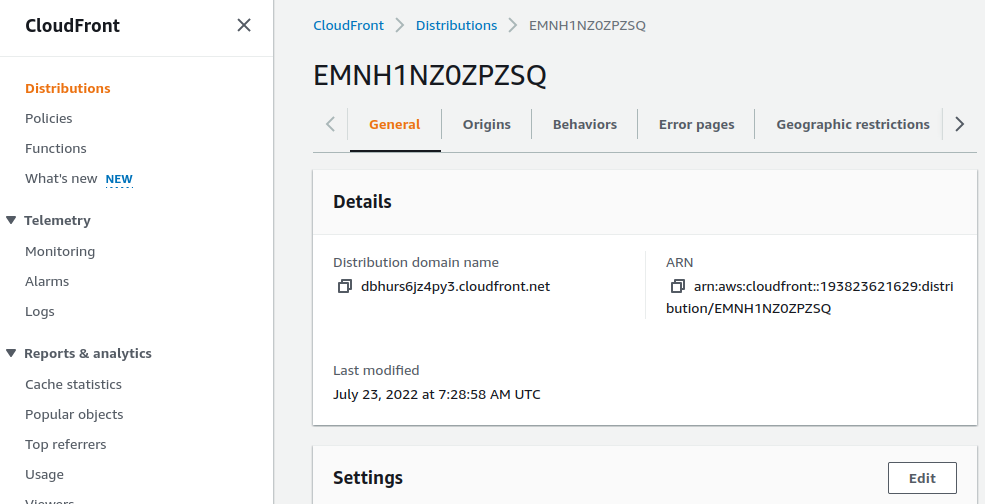 CloudFront
Distributions
Policies
Functions
What's new NEW
Telemetry
Monitoring
Alarms
Logs
Reports & analytics
Cache statistics
Popular objects
Top referrers
Usage
Viewers
CloudFront Distributions EMNH1NZ0ZPZSQ
EMNH1NZ0ZPZSQ
General Origins Behaviors Error pages Geographic restrictions
Details
Distribution domain name
dbhurs6jz4py3.cloudfront.net
ARN
arn:aws:cloudfront::193823621629:distri
bution/EMNH1NZ0ZPZSQ
Last modified
July 23, 2022 at 7:28:58 AM UTC
Settings
Edit